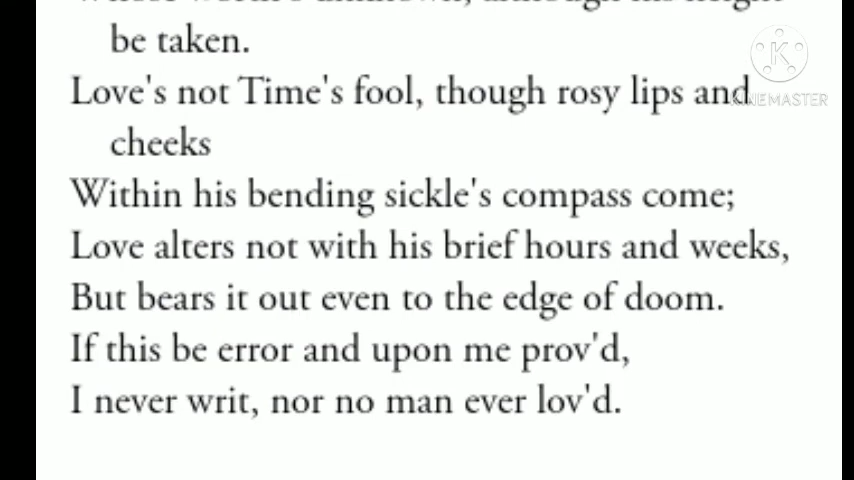 be taken.
Love's not Time's fool, though rosy lips and
cheeks
Within his bending sickle's compass come;
Love alters not with his brief hours and weeks,
But bears it out even to the edge of doom.
If this be error and upon me prov'd,
I never writ, nor no man ever lov'd.
K
KINEMASTER